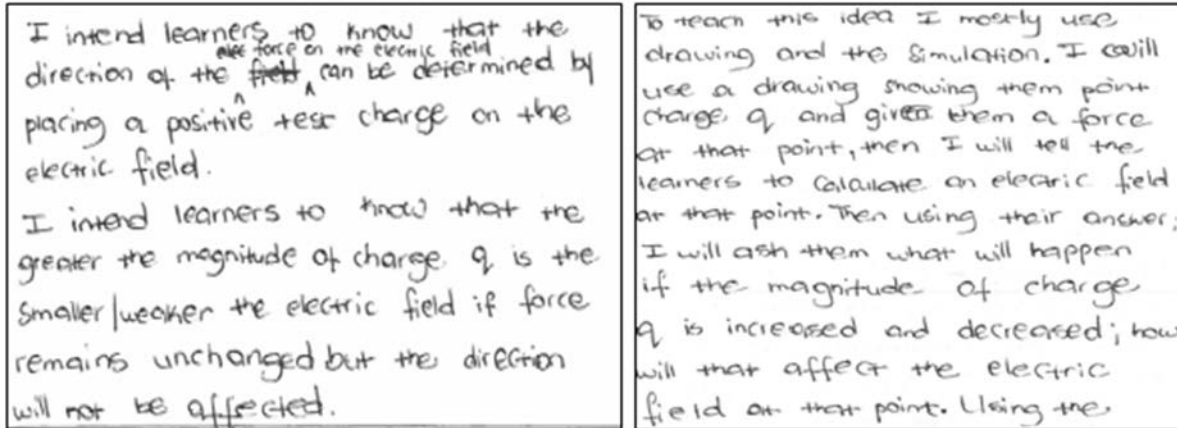 I intend learners to know that the
force on the electric field
direction of the field can be determined by
placing a positive test charge on the
electric field.
I intend learners to know that the
greater the magnitude of charge q is the
smaller/weaker the electric field if force
remains unchanged but the direction
will not be affected.
To teach this idea I mostly use
drawing and the simulation. I will
use a drawing showing them point
charge q and given them a force
at that point, then I will tell the
learners to calculate an electric field
at that point. Then using their answer;
I will ask them what will happen
if the magnitude of charge
q is increased and decreased; how
will that affect the electric
field at that point. Using the